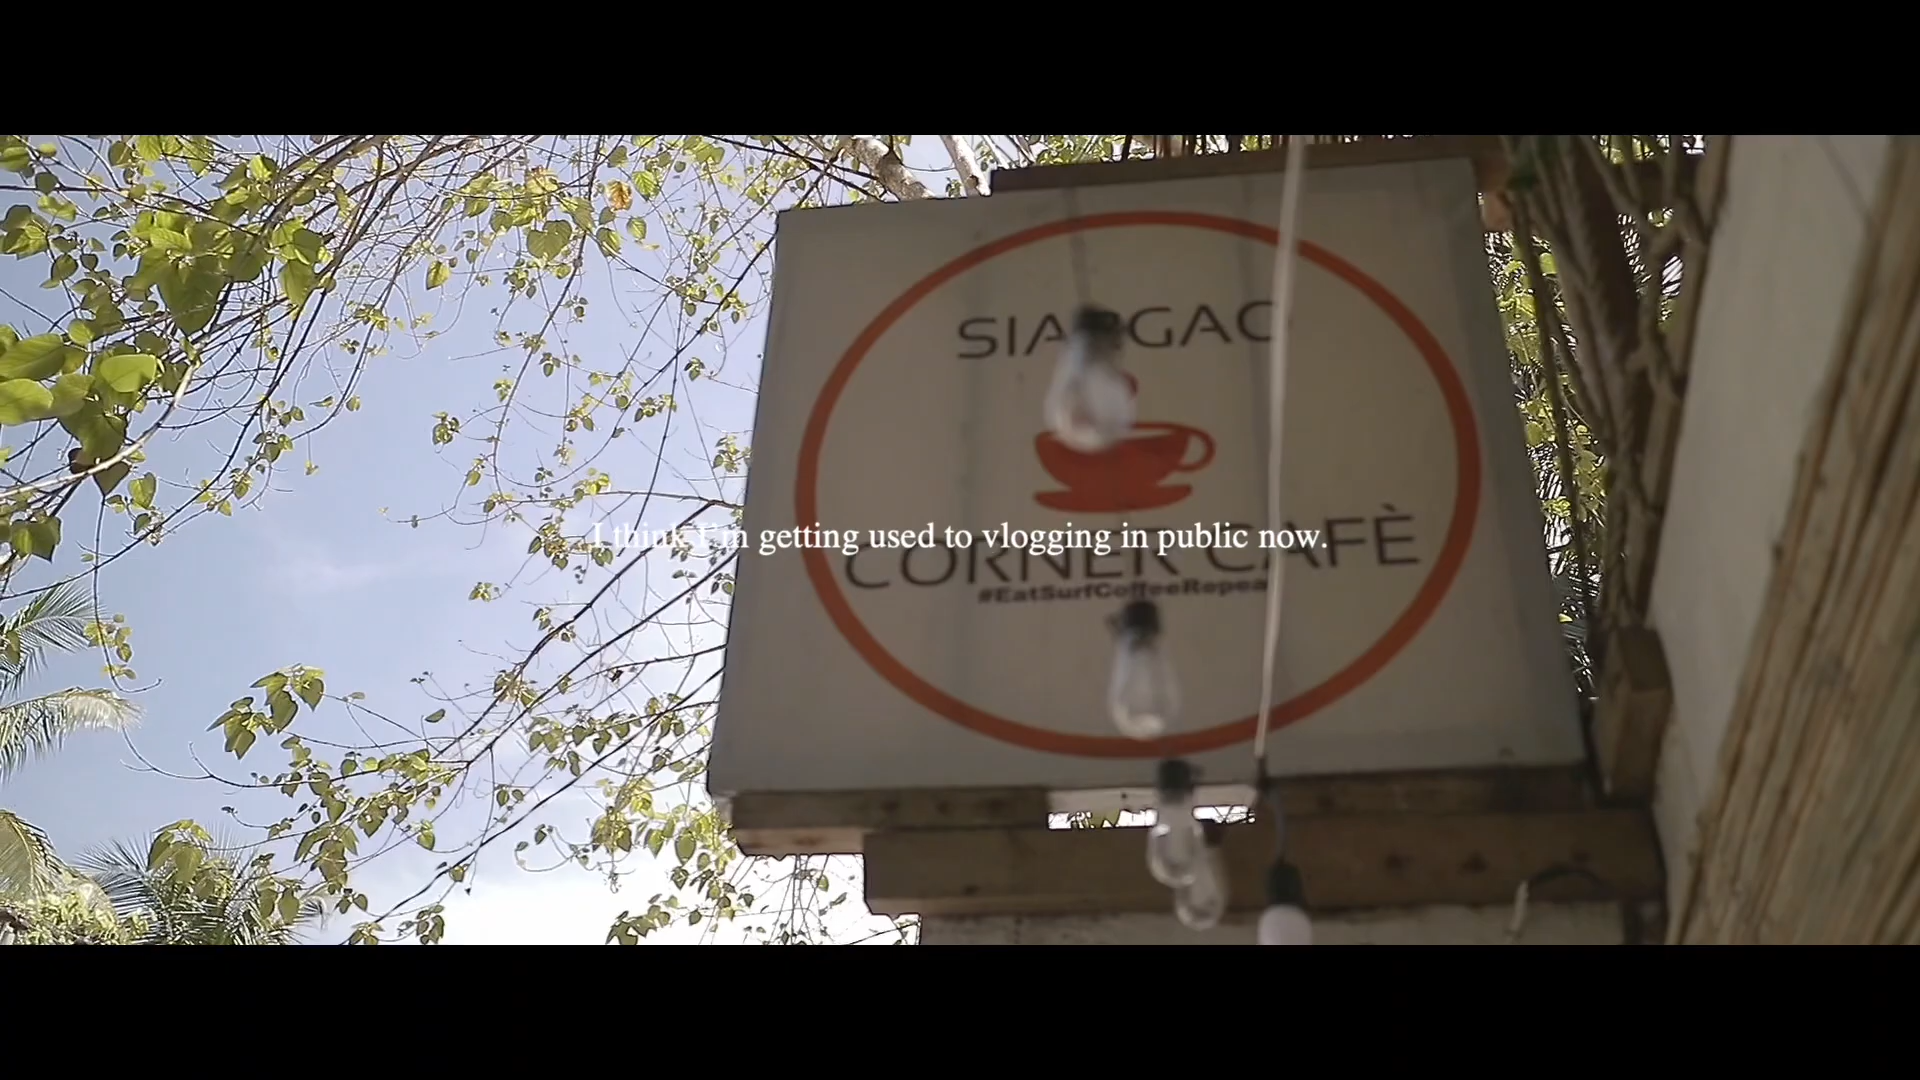 SIARGAO
I think I'm getting used to vlogging in public now.
CORNER CAFÈ
#EatSurfCoffeeRepeat